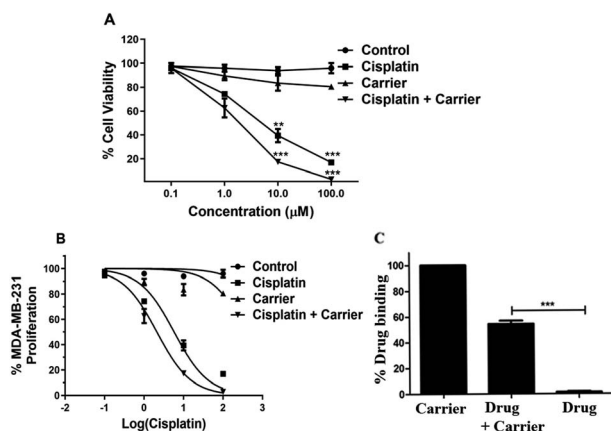 A
120
100
80
60
40
20
% Cell Viability
Control
Cisplatin
Carrier
Cisplatin + Carrier
**
***
***
***
0.1 1.0 10.0 100.0
Concentration (µM)
B
100
80
60
40
20
0
% MDA-MB-231
Proliferation
Control
Cisplatin
Carrier
Cisplatin + Carrier
-2 -1 0 1 2 3
Log(Cisplatin)
C
100
80
60
40
20
0
% Drug binding
***
Carrier Drug Drug
+ Carrier